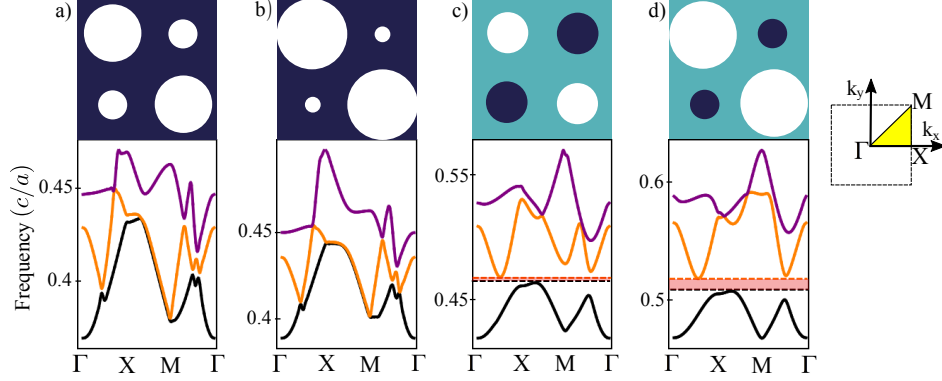 a)
b)
c)
d)
Frequency (c/a)
0.45
0.4
Γ X M Γ
0.45
0.4
Γ X M Γ
0.55
0.45
Γ X M Γ
0.6
0.5
Γ X M Γ
k_y
M
Γ
k_x
X